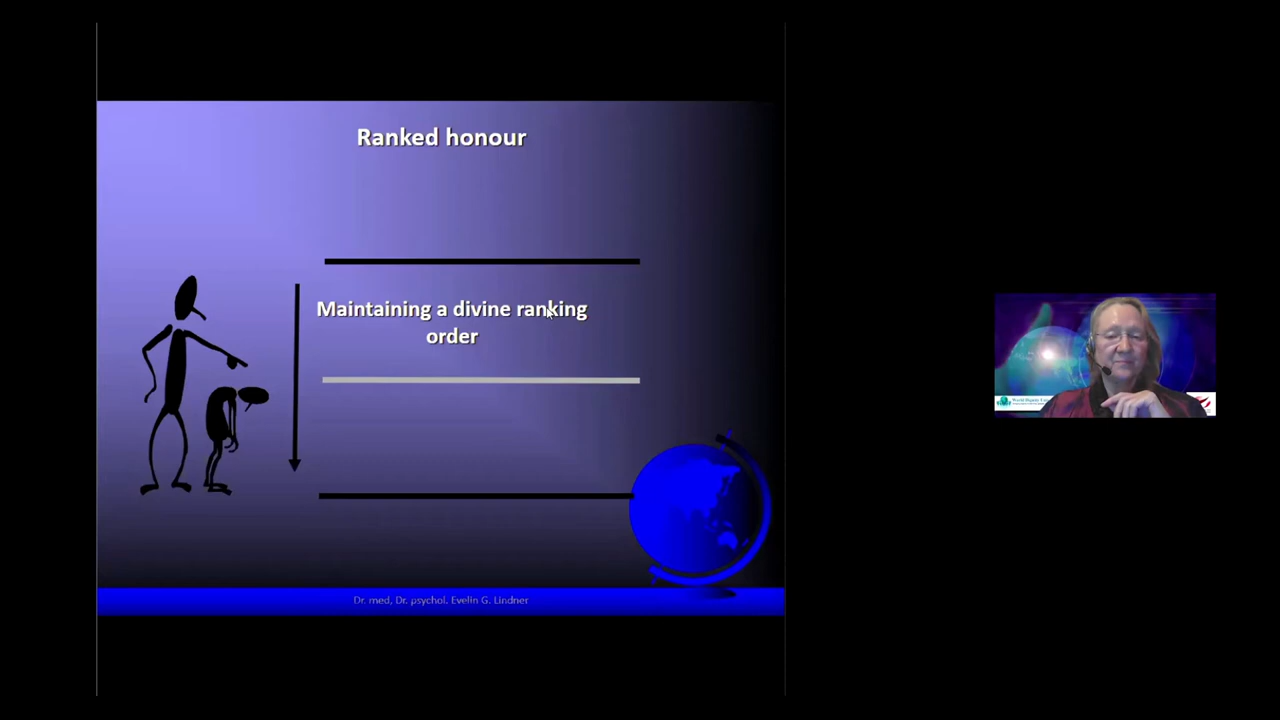 Ranked honour
Maintaining a divine ranking
order
Dr. med, Dr. psychol. Evelin G. Lindner